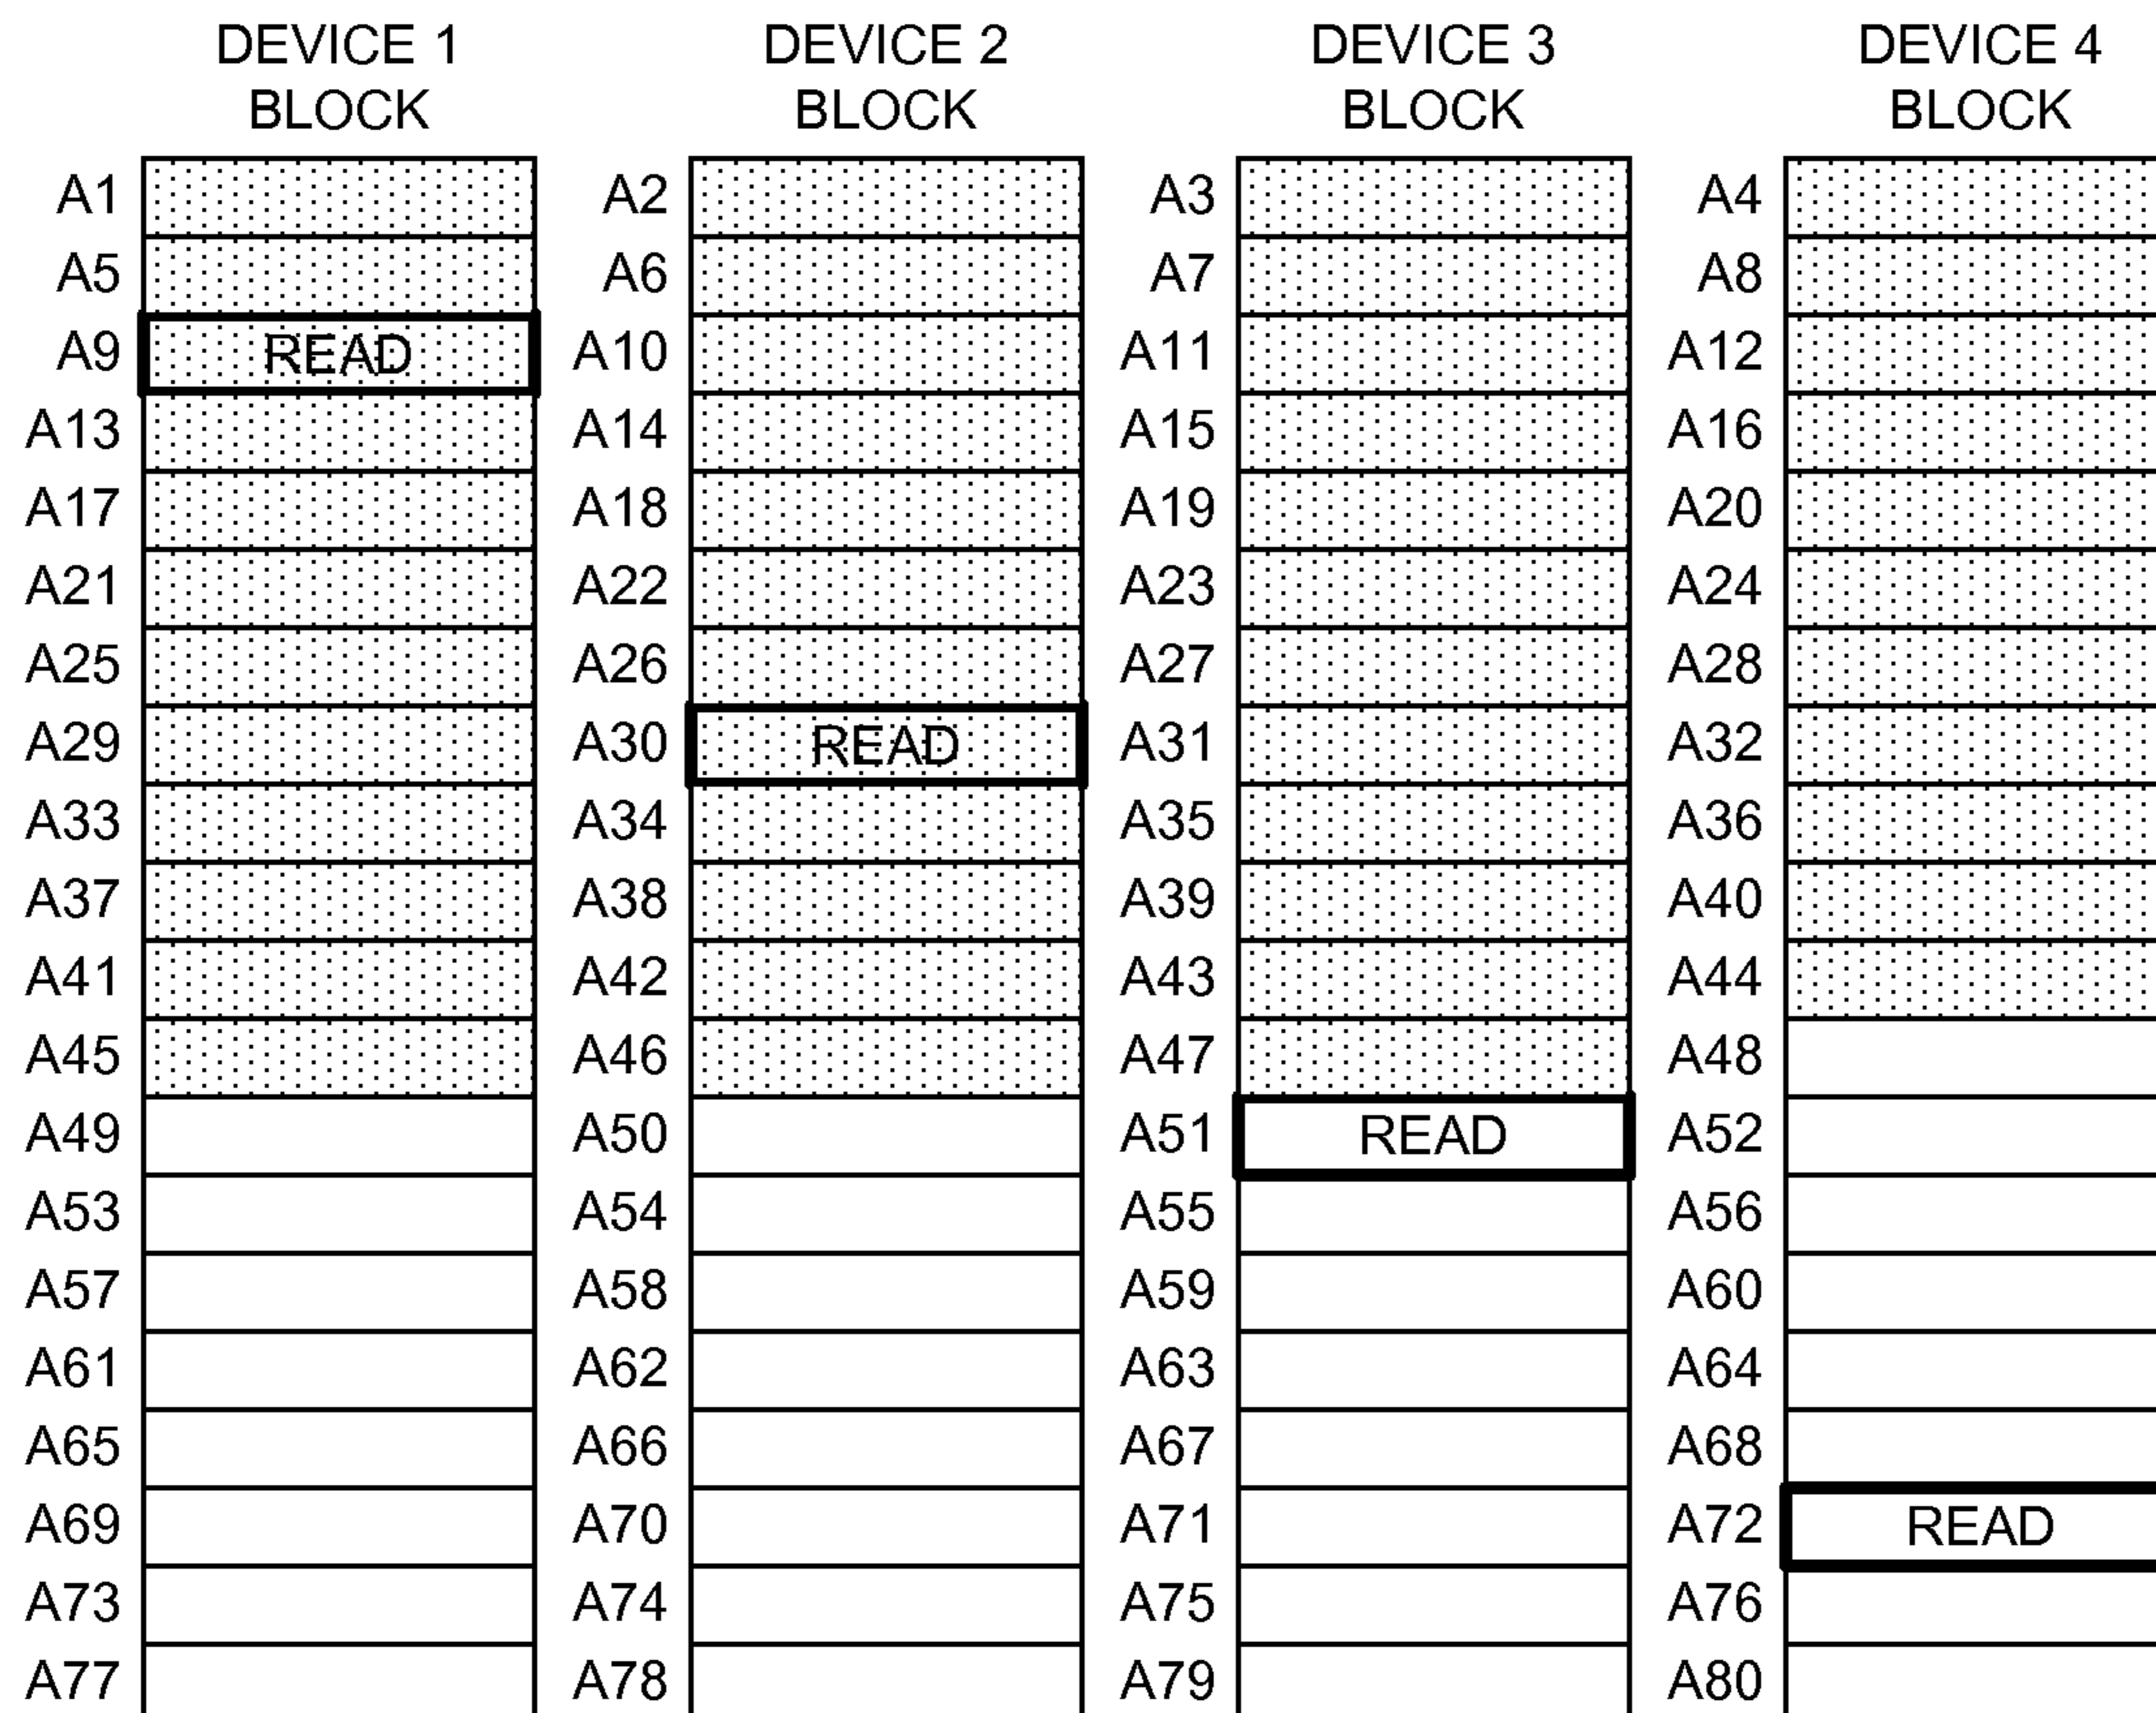 DEVICE 1 DEVICE 2 DEVICE 3 DEVICE 4
BLOCK BLOCK BLOCK BLOCK
A1 A2 A3 A4
A5 A6 A7 A8
A9 READ A10 A11 A12
A13 A14 A15 A16
A17 A18 A19 A20
A21 A22 A23 A24
A25 A26 A27 A28
A29 A30 READ A31 A32
A33 A34 A35 A36
A37 A38 A39 A40
A41 A42 A43 A44
A45 A46 A47 A48
A49 A50 A51 READ A52
A53 A54 A55 A56
A57 A58 A59 A60
A61 A62 A63 A64
A65 A66 A67 A68
A69 A70 A71 A72 READ
A73 A74 A75 A76
A77 A78 A79 A80